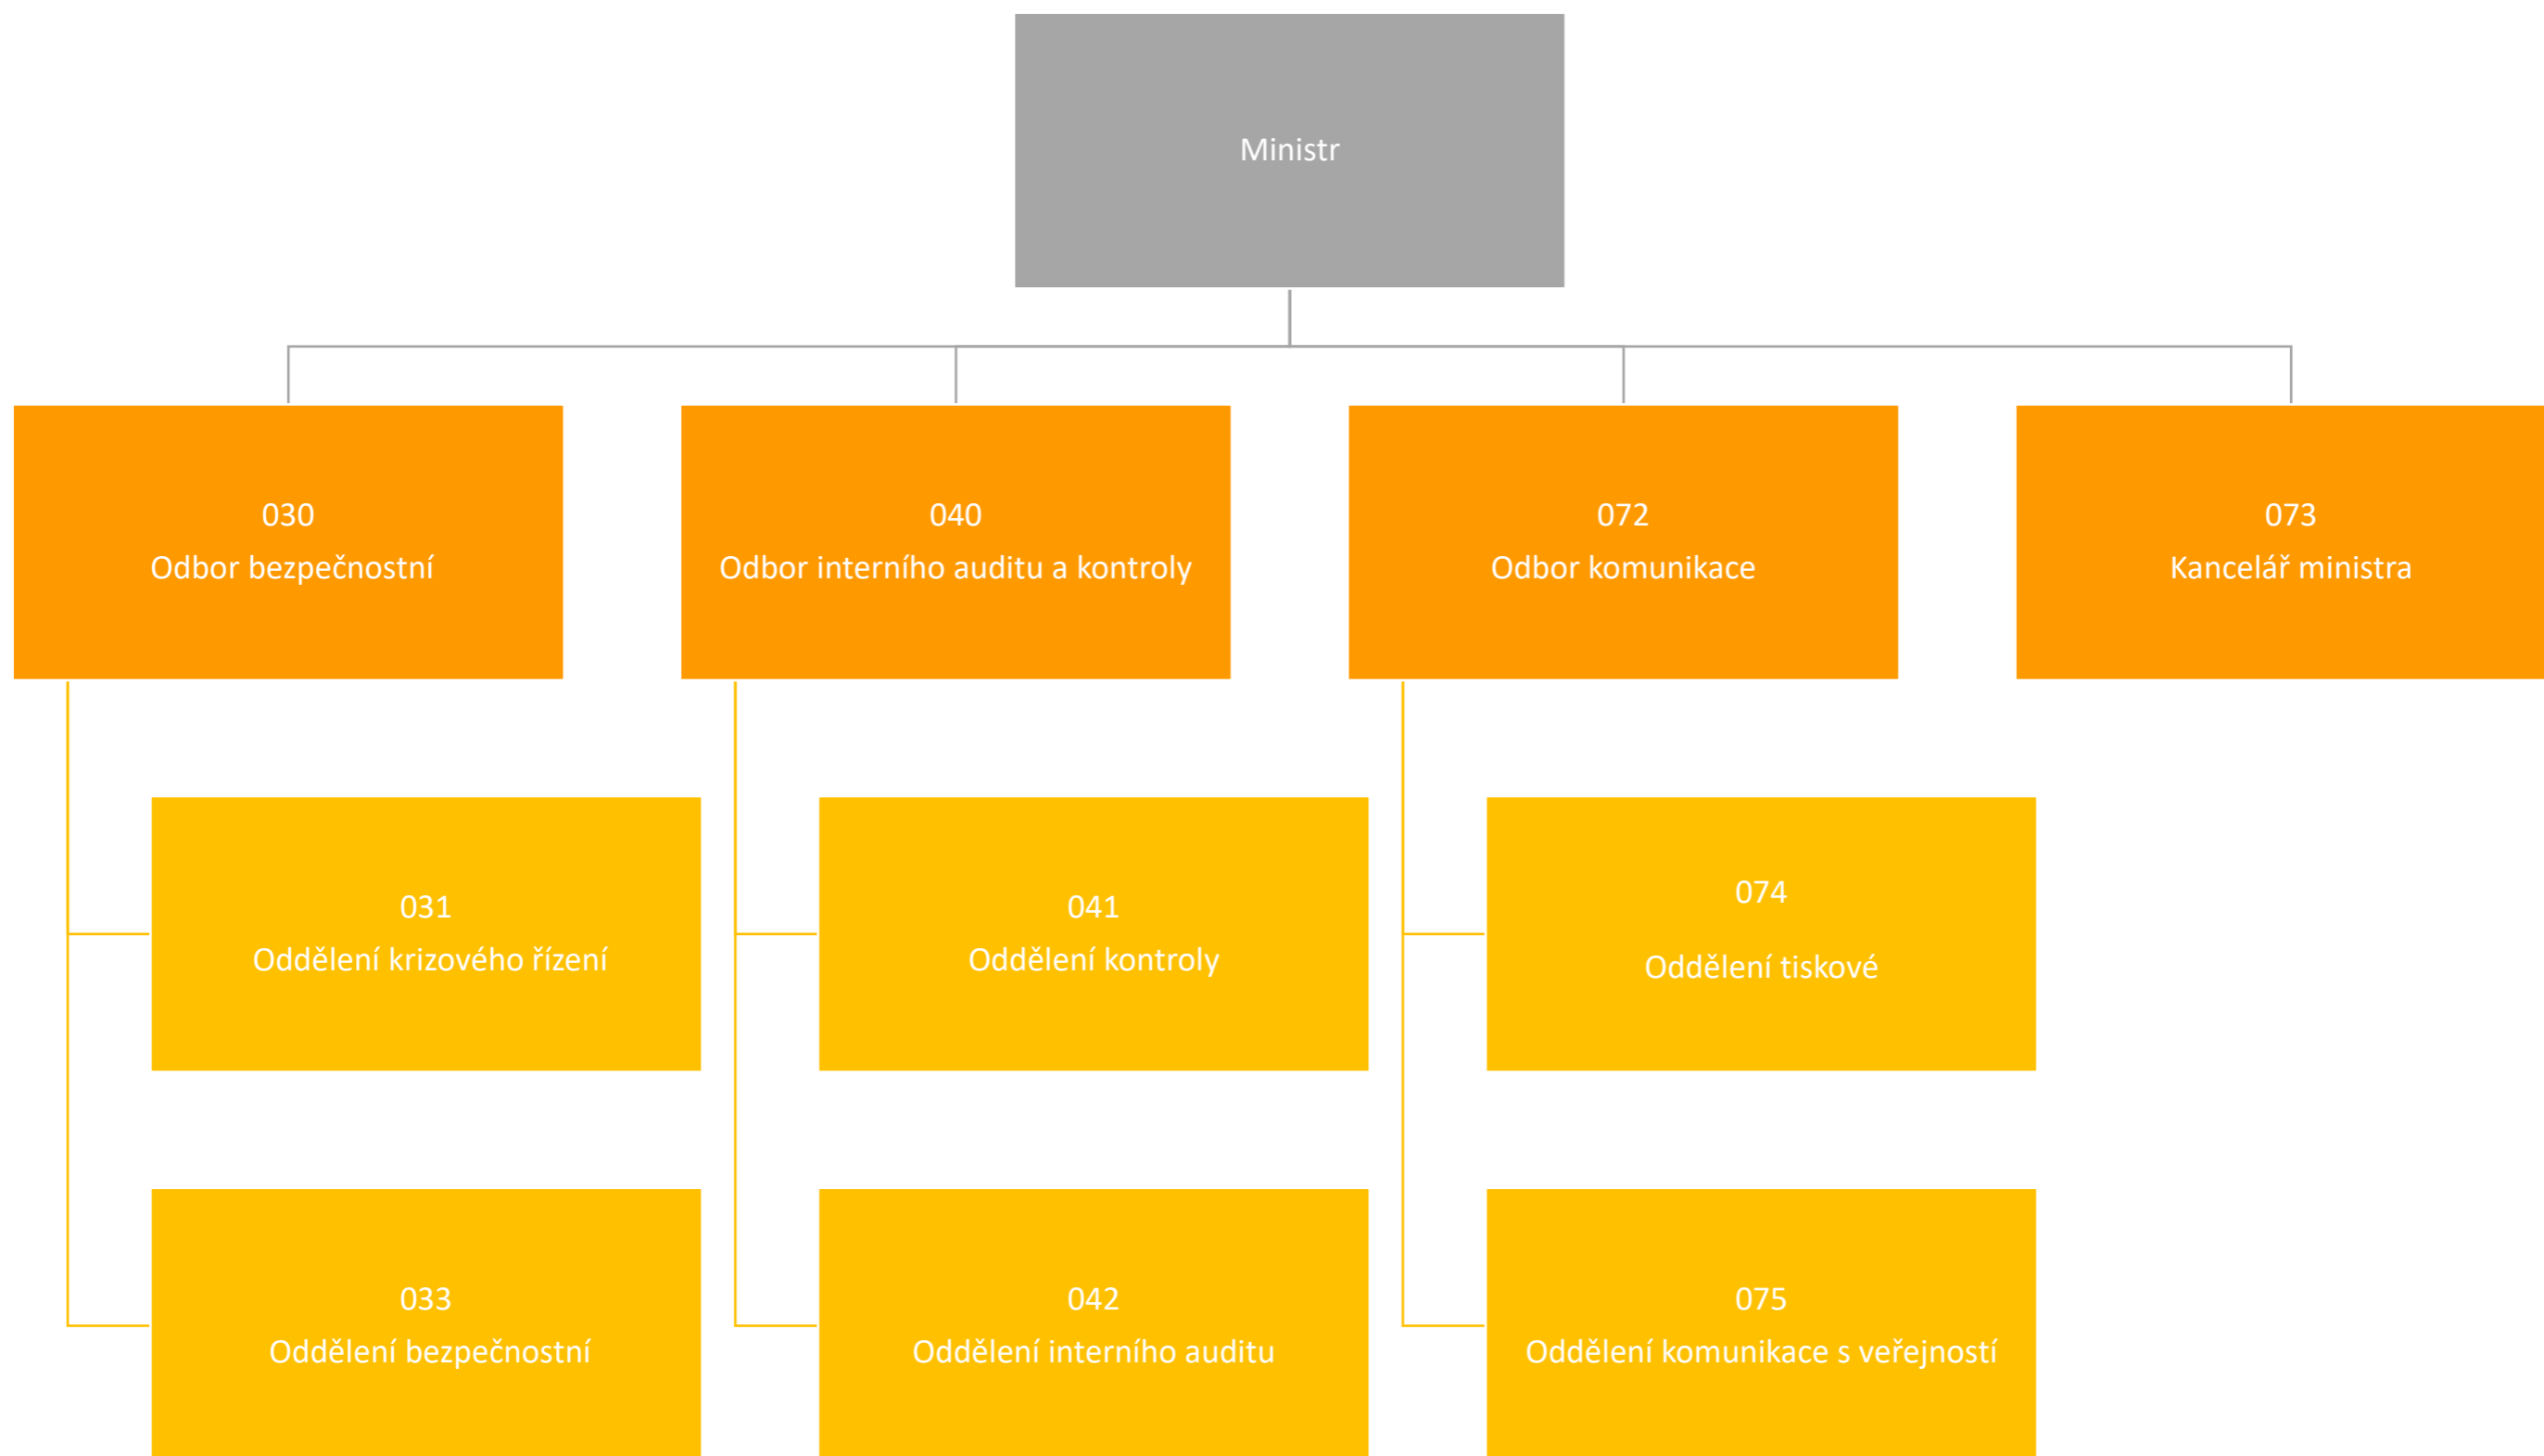 Ministr
030
Odbor bezpečnostní
040
Odbor interního auditu a kontroly
072
Odbor komunikace
073
Kancelář ministra
031
Oddělení krizového řízení
041
Oddělení kontroly
074
Oddělení tiskové
033
Oddělení bezpečnostní
042
Oddělení interního auditu
075
Oddělení komunikace s veřejností